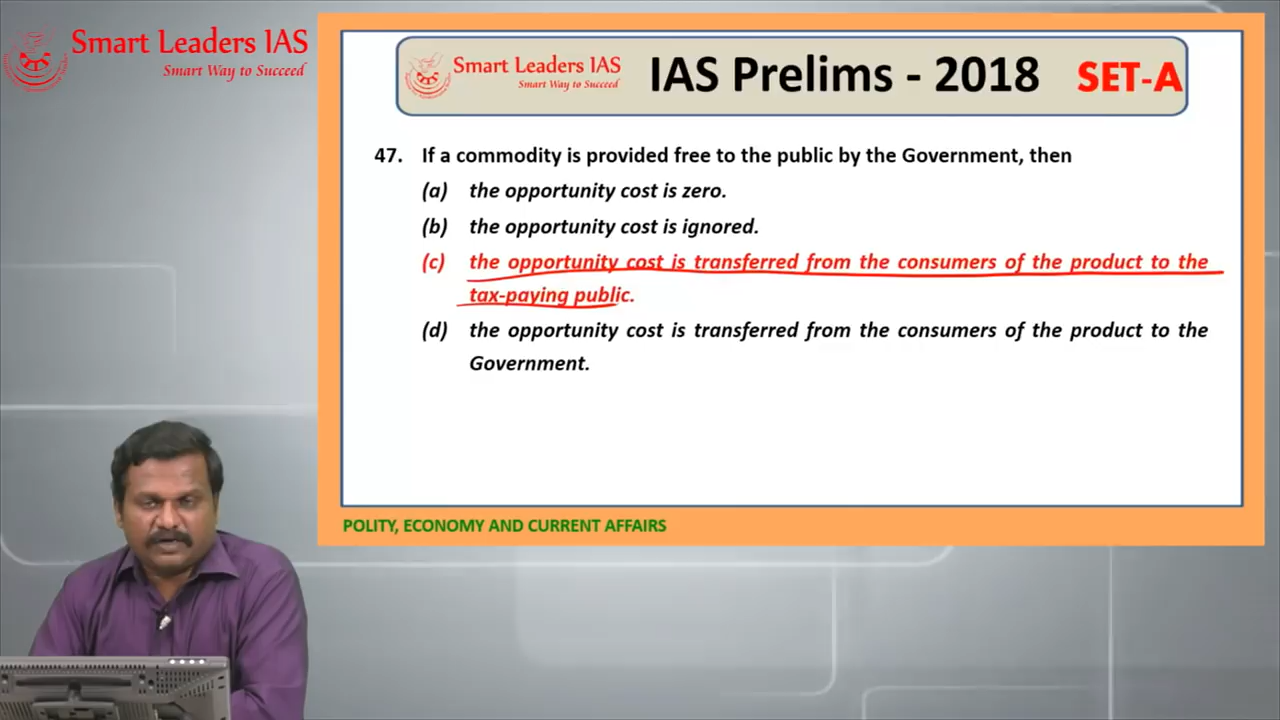 Smart Leaders IAS
Smart Way to Succeed
Smart Leaders IAS
Smart Way to Succeed
IAS Prelims - 2018 SET-A
47. If a commodity is provided free to the public by the Government, then
(a) the opportunity cost is zero.
(b) the opportunity cost is ignored.
(c) the opportunity cost is transferred from the consumers of the product to the
tax-paying public.
(d) the opportunity cost is transferred from the consumers of the product to the
Government.
POLITY, ECONOMY AND CURRENT AFFAIRS